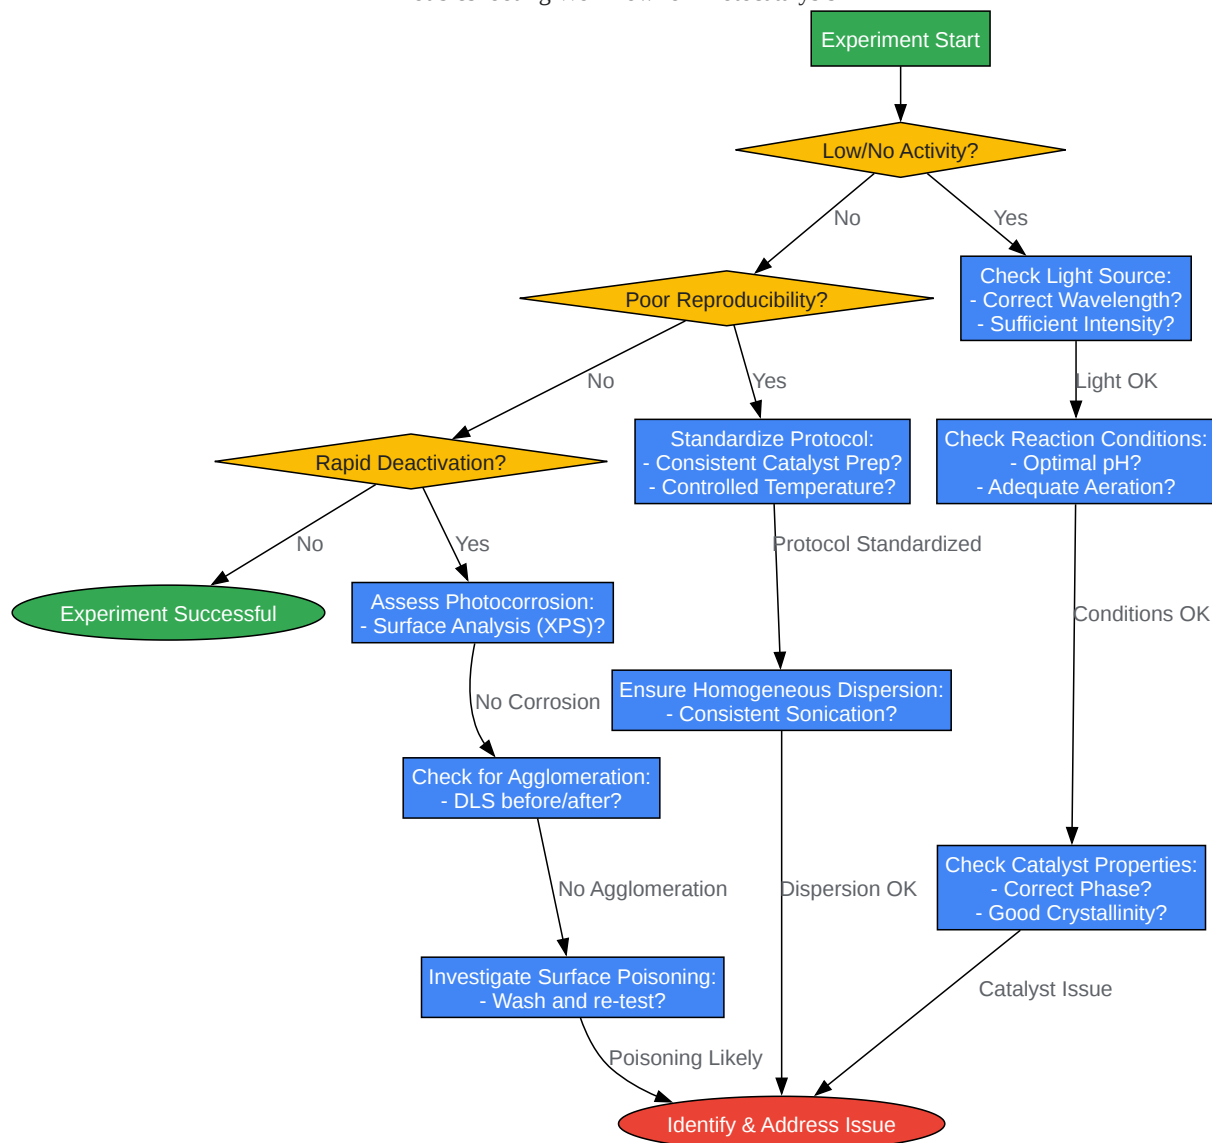 Experiment Start
Low/No Activity?
No
Yes
Check Light Source:
- Correct Wavelength?
- Sufficient Intensity?
Poor Reproducibility?
No
Yes
Light OK
Standardize Protocol:
- Consistent Catalyst Prep?
- Controlled Temperature?
Check Reaction Conditions:
- Optimal pH?
- Adequate Aeration?
Rapid Deactivation?
No
Yes
Protocol Standardized
Experiment Successful
Assess Photocorrosion:
- Surface Analysis (XPS)?
Conditions OK
No Corrosion
Ensure Homogeneous Dispersion:
- Consistent Sonication?
Check for Agglomeration:
- DLS before/after?
No Agglomeration
Dispersion OK
Check Catalyst Properties:
- Correct Phase?
- Good Crystallinity?
Investigate Surface Poisoning:
- Wash and re-test?
Catalyst Issue
Poisoning Likely
Identify & Address Issue